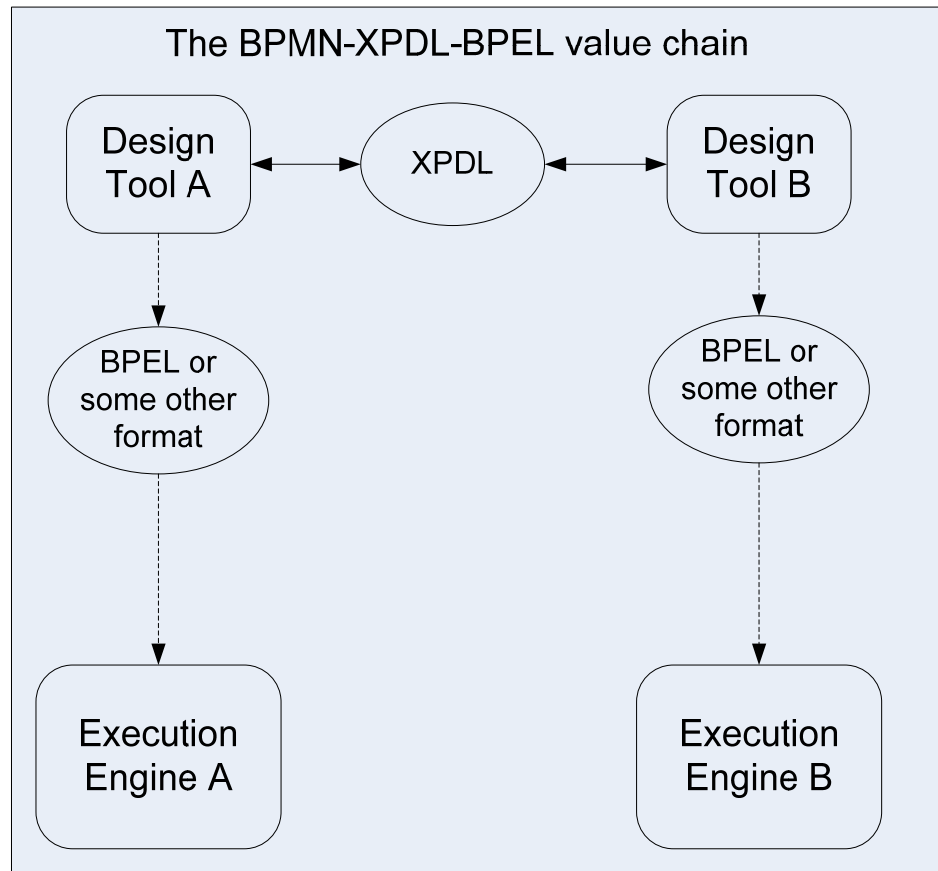 The BPMN-XPDL-BPEL value chain
Design
Tool A
XPDL
Design
Tool B
BPEL or
some other
format
BPEL or
some other
format
Execution
Engine A
Execution
Engine B